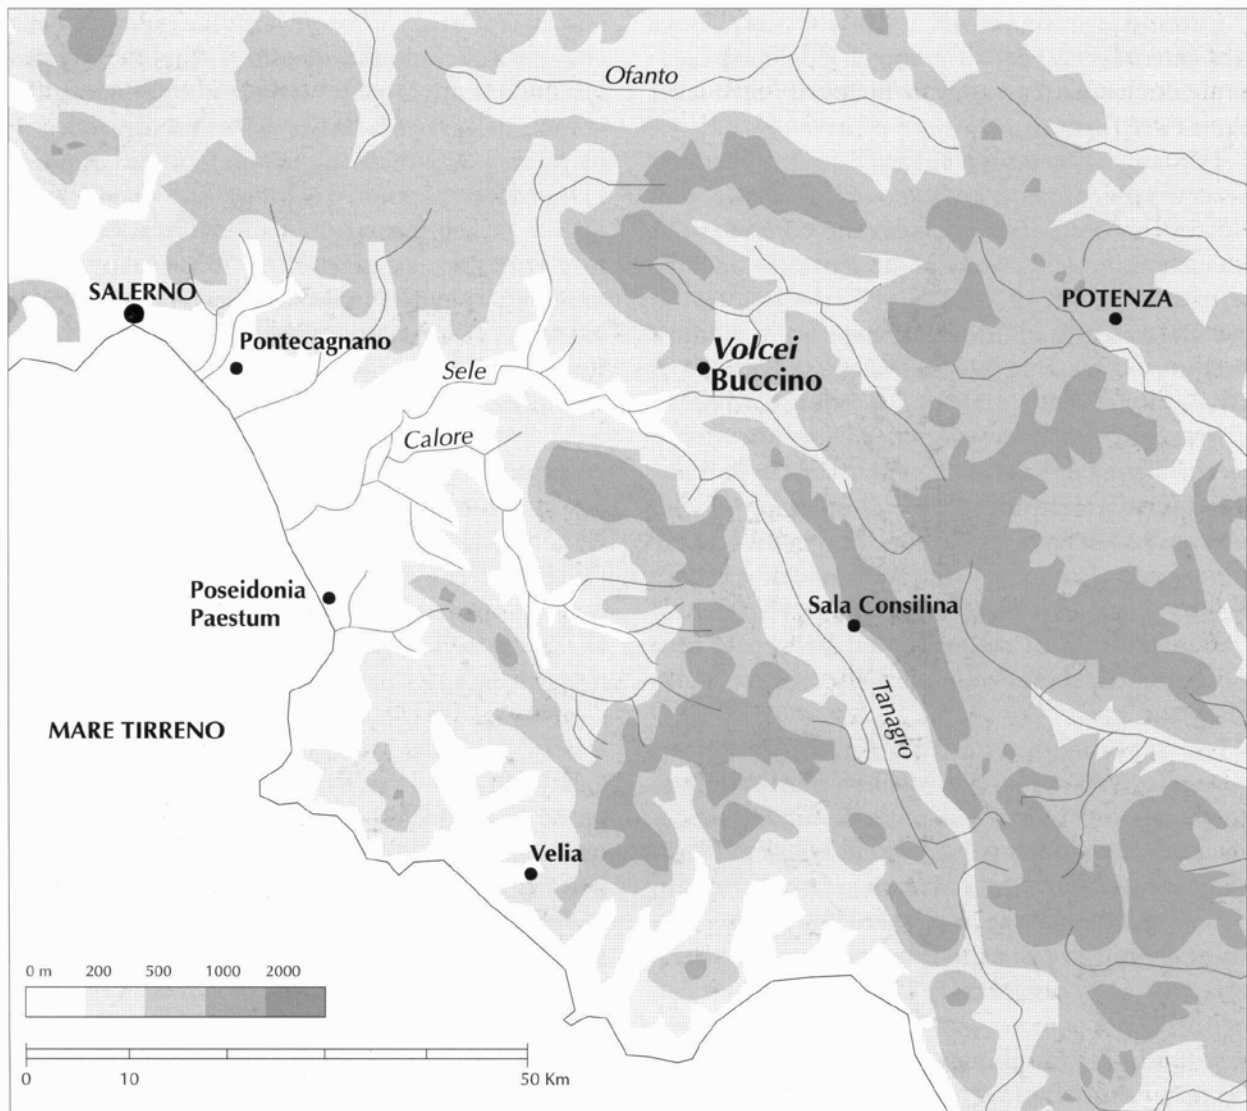 Ofanto
SALERNO
POTENZA
Pontecagnano
Volcei
Buccino
Sele
Calore
Poseidonia
Paestum
Sala Consilina
Tanagro
MARE TIRRENO
Velia
0 m 200 500 1000 2000
0 10 50 Km